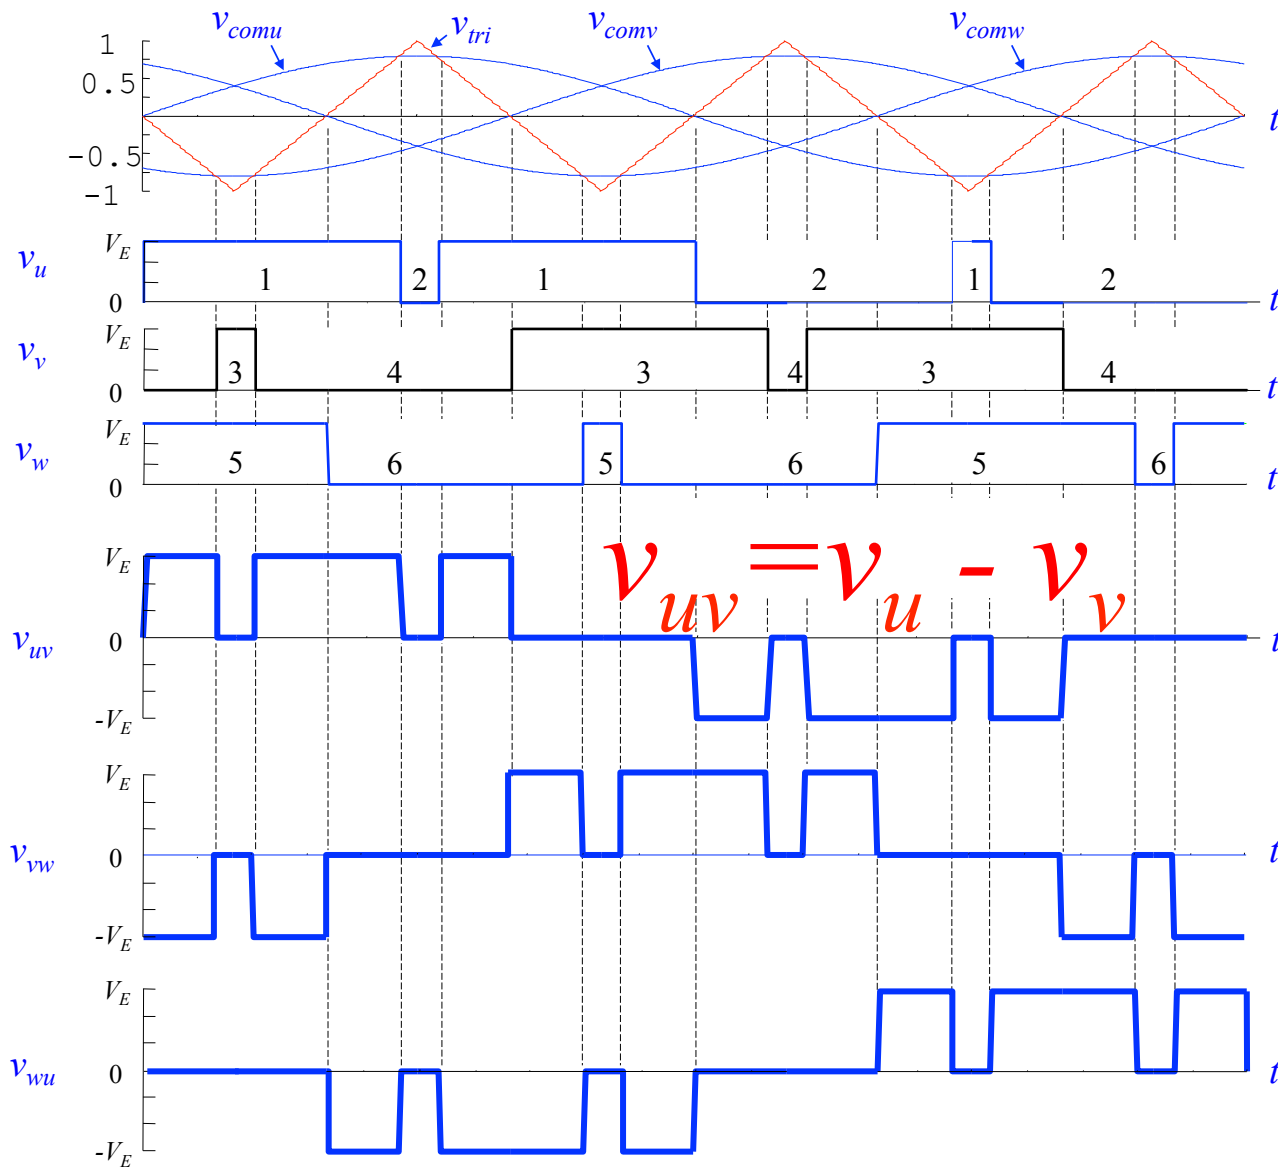 v_comu v_tri v_comv v_comw
1
0.5
-0.5
-1
t
v_u V_E 0 1 2 1 2 1 2 t
v_v V_E 0 3 4 3 4 3 4 t
v_w V_E 0 5 6 5 6 5 6 t
v_uv = v_u - v_v
v_uv V_E 0 -V_E t
v_vw V_E 0 -V_E t
v_wu V_E 0 -V_E t